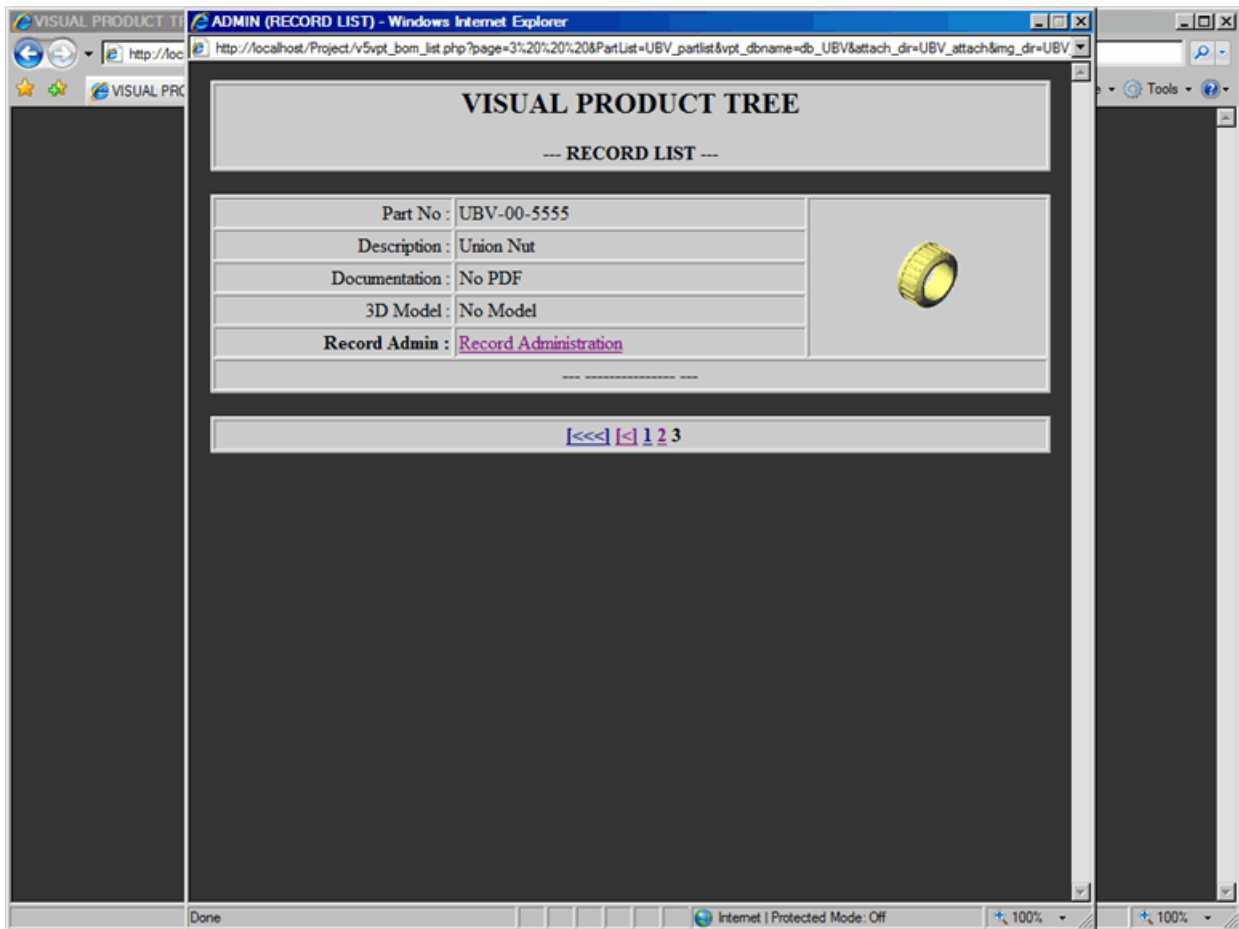 VISUAL PRODUCT TR
ADMIN (RECORD LIST) - Windows Internet Explorer
http://loc
http://localhost/Project/v5vpt_bom_list.php?page=3%20%20%20&PartList=UBV_partlist&vpt_dbname=db_UBV&attach_dir=UBV_attach&img_dir=UBV
VISUAL PRO
Tools
VISUAL PRODUCT TREE
--- RECORD LIST ---
Part No : UBV-00-5555
Description : Union Nut
Documentation : No PDF
3D Model : No Model
Record Admin : Record Administration
--- --------------- ---
[<<<] [<] 1 2 3
Done
Internet | Protected Mode: Off
100%
100%